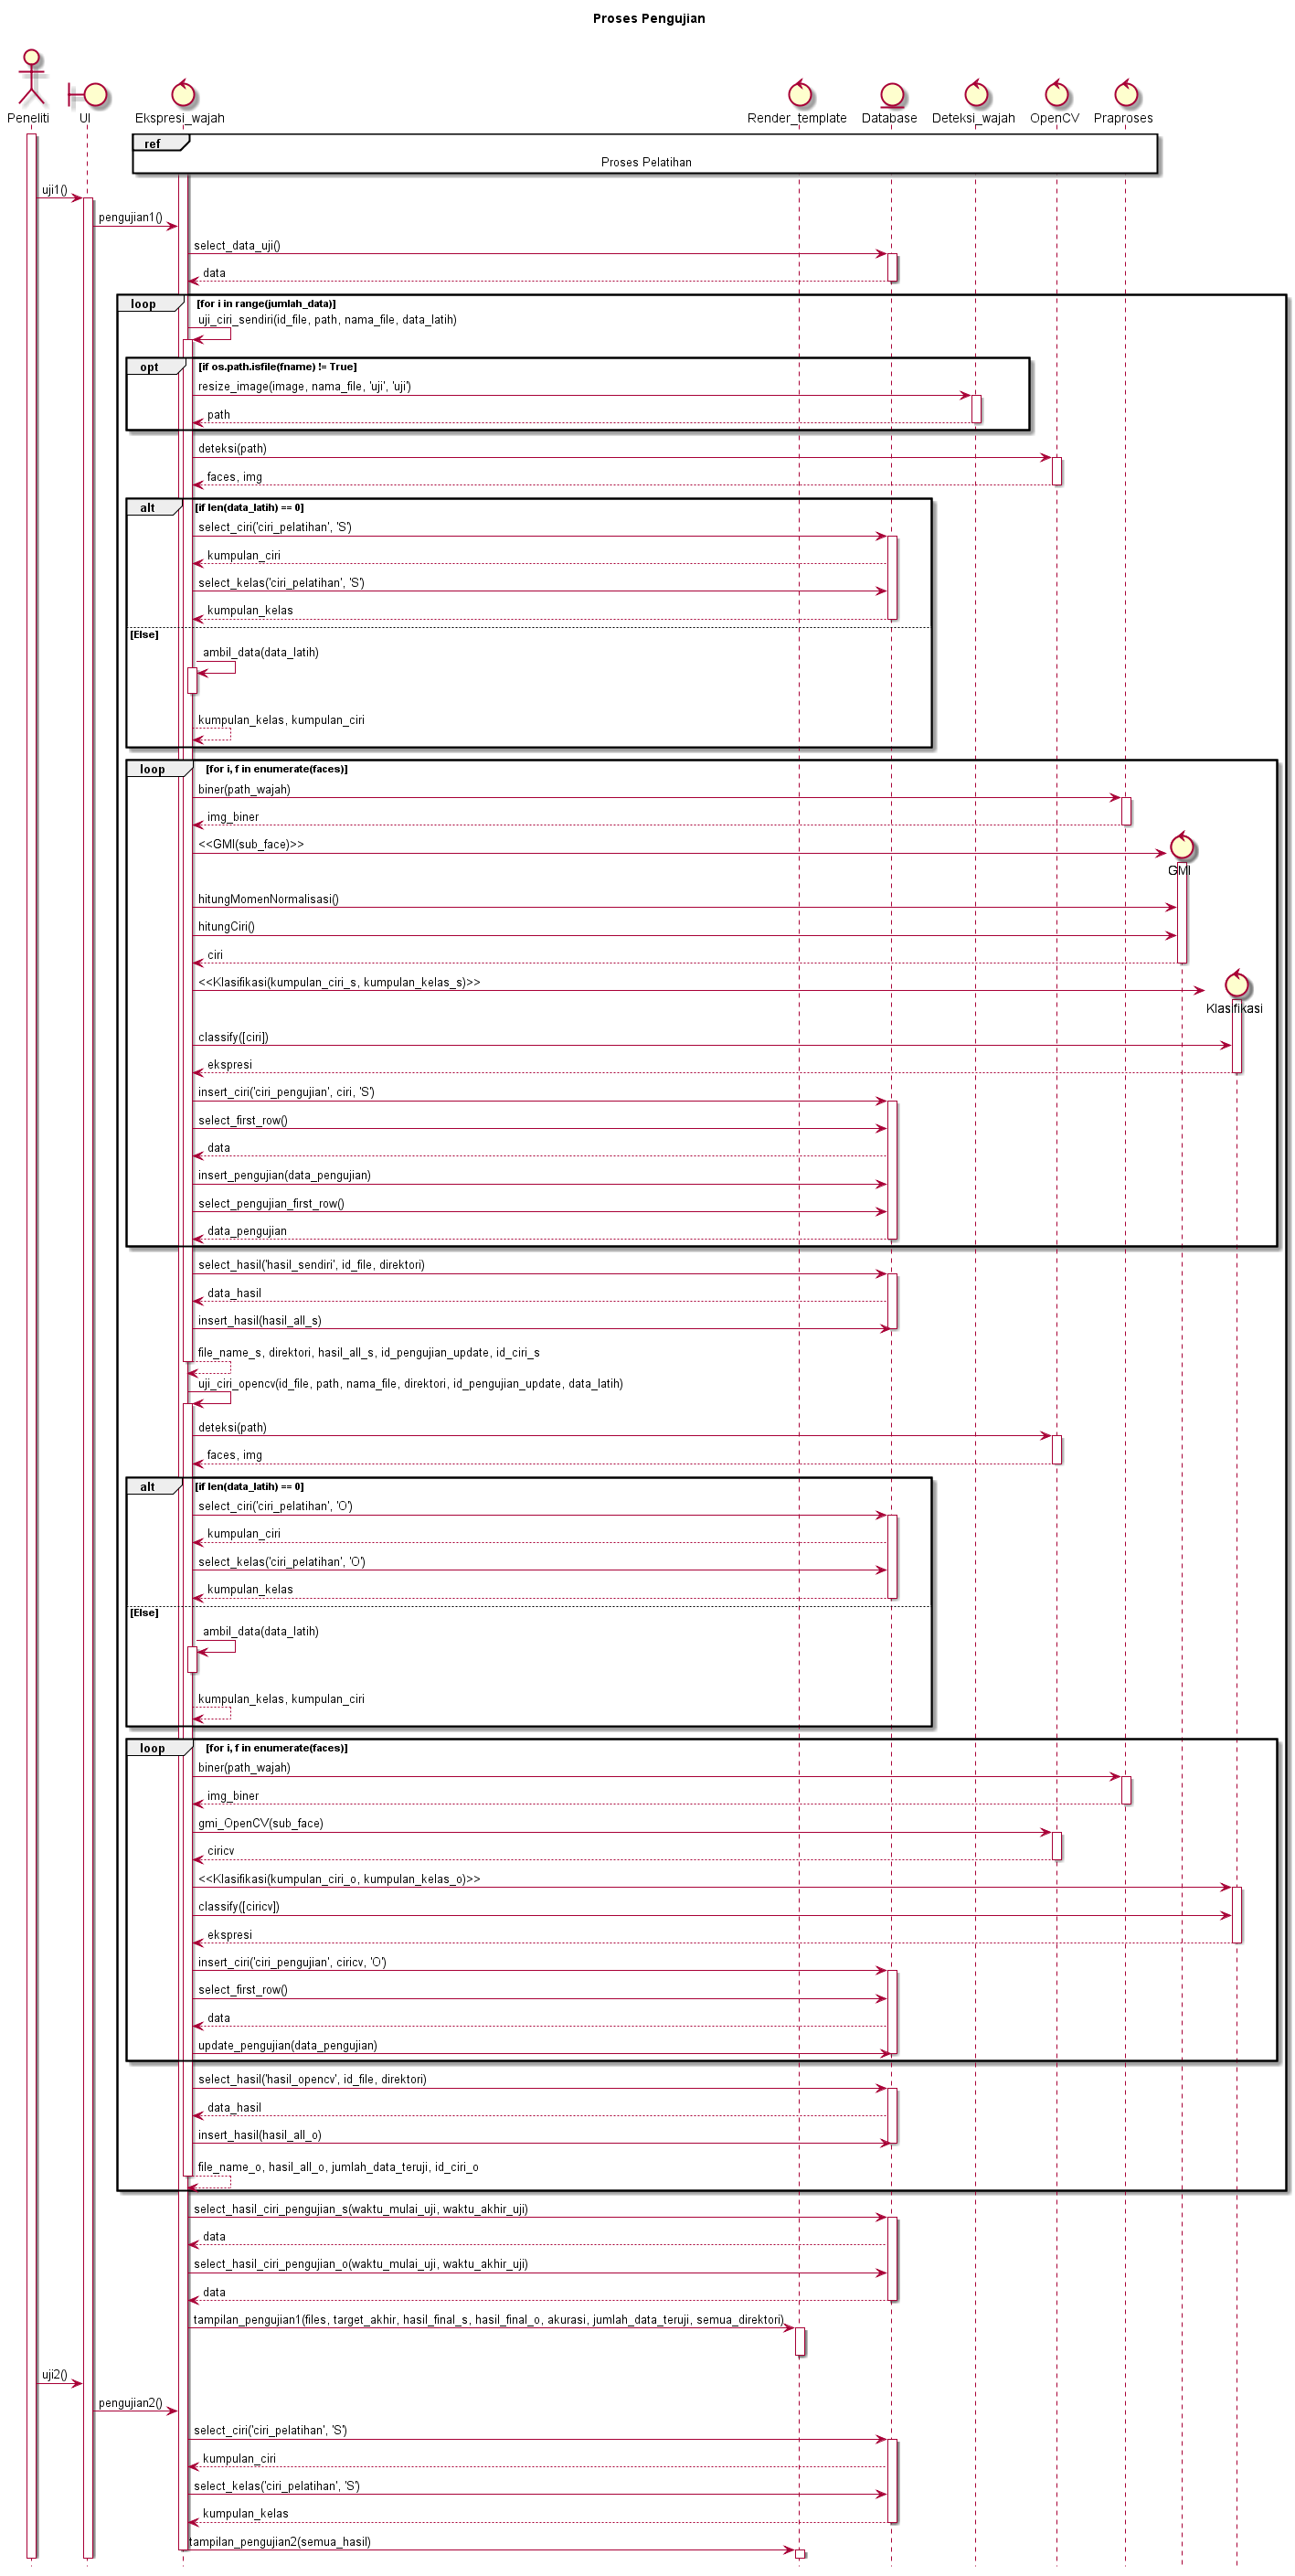 Proses Pengujian
Peneliti
UI
Ekspresi_wajah
Render_template
Database
Deteksi_wajah
OpenCV
Praproses
ref
Proses Pelatihan
uji1()
pengujian1()
select_data_uji()
data
loop [for i in range(jumlah_data)]
uji_ciri_sendiri(id_file, path, nama_file, data_latih)
opt [if os.path.isfile(fname) != True]
resize_image(image, nama_file, 'uji', 'uji')
path
deteksi(path)
faces, img
alt [if len(data_latih) == 0]
select_ciri('ciri_pelatihan', 'S')
kumpulan_ciri
select_kelas('ciri_pelatihan', 'S')
kumpulan_kelas
[Else]
ambil_data(data_latih)
kumpulan_kelas, kumpulan_ciri
loop [for i, f in enumerate(faces)]
biner(path_wajah)
img_biner
<<GMI(sub_face)>>
GMI
hitungMomenNormalisasi()
hitungCiri()
ciri
<<Klasifikasi(kumpulan_ciri_s, kumpulan_kelas_s)>>
Klasifikasi
classify([ciri])
ekspresi
insert_ciri('ciri_pengujian', ciri, 'S')
select_first_row()
data
insert_pengujian(data_pengujian)
select_pengujian_first_row()
data_pengujian
select_hasil('hasil_sendiri', id_file, direktori)
data_hasil
insert_hasil(hasil_all_s)
file_name_s, direktori, hasil_all_s, id_pengujian_update, id_ciri_s
uji_ciri_opencv(id_file, path, nama_file, direktori, id_pengujian_update, data_latih)
deteksi(path)
faces, img
alt [if len(data_latih) == 0]
select_ciri('ciri_pelatihan', 'O')
kumpulan_ciri
select_kelas('ciri_pelatihan', 'O')
kumpulan_kelas
[Else]
ambil_data(data_latih)
kumpulan_kelas, kumpulan_ciri
loop [for i, f in enumerate(faces)]
biner(path_wajah)
img_biner
gmi_OpenCV(sub_face)
ciricv
<<Klasifikasi(kumpulan_ciri_o, kumpulan_kelas_o)>>
classify([ciricv])
ekspresi
insert_ciri('ciri_pengujian', ciricv, 'O')
select_first_row()
data
update_pengujian(data_pengujian)
select_hasil('hasil_opencv', id_file, direktori)
data_hasil
insert_hasil(hasil_all_o)
file_name_o, hasil_all_o, jumlah_data_teruji, id_ciri_o
select_hasil_ciri_pengujian_s(waktu_mulai_uji, waktu_akhir_uji)
data
select_hasil_ciri_pengujian_o(waktu_mulai_uji, waktu_akhir_uji)
data
tampilan_pengujian1(files, target_akhir, hasil_final_s, hasil_final_o, akurasi, jumlah_data_teruji, semua_direktori)
uji2()
pengujian2()
select_ciri('ciri_pelatihan', 'S')
kumpulan_ciri
select_kelas('ciri_pelatihan', 'S')
kumpulan_kelas
tampilan_pengujian2(semua_hasil)